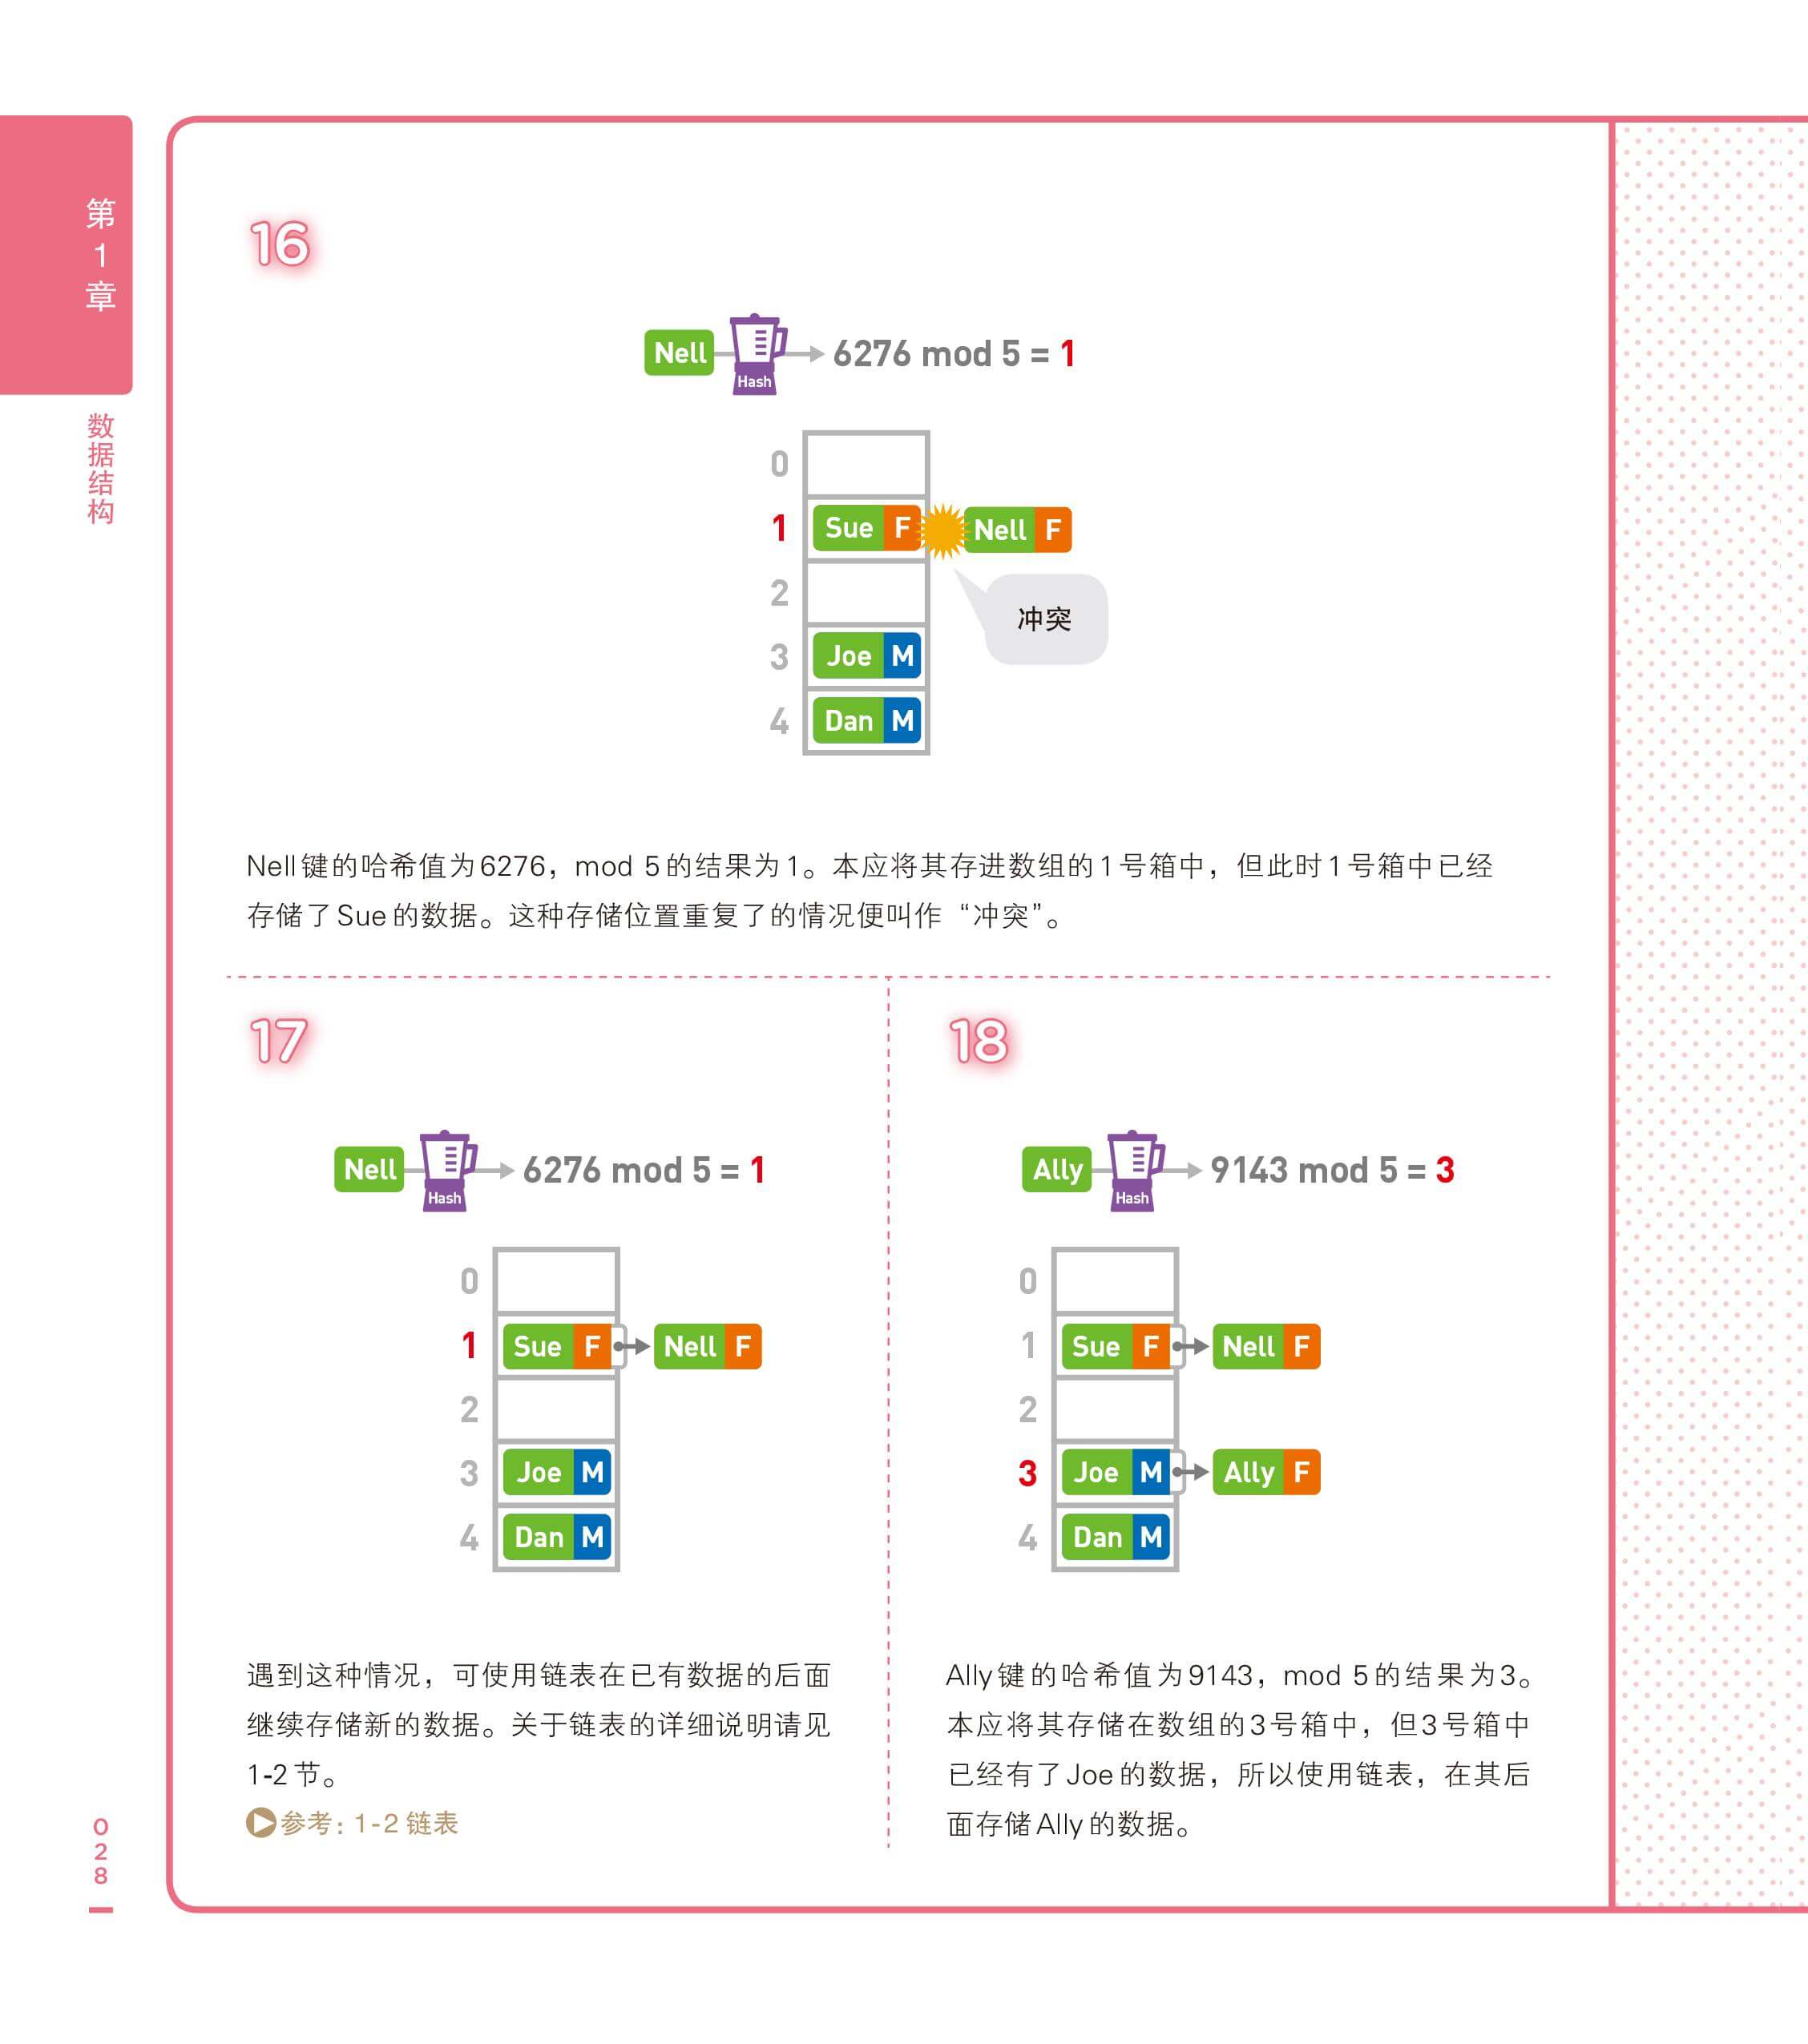 第1章
数据结构
16
Nell
Hash
6276 mod 5 = 1
0
1 Sue F Nell F
冲突
2
3 Joe M
4 Dan M
Nell键的哈希值为6276，mod 5的结果为1。本应将其存进数组的1号箱中，但此时1号箱中已经
存储了Sue的数据。这种存储位置重复了的情况便叫作“冲突”。
17
Nell
Hash
6276 mod 5 = 1
0
1 Sue F Nell F
2
3 Joe M
4 Dan M
遇到这种情况，可使用链表在已有数据的后面
继续存储新的数据。关于链表的详细说明请见
1-2节。
参考：1-2 链表
18
Ally
Hash
9143 mod 5 = 3
0
1 Sue F Nell F
2
3 Joe M Ally F
4 Dan M
Ally键的哈希值为9143，mod 5的结果为3。
本应将其存储在数组的3号箱中，但3号箱中
已经有了Joe的数据，所以使用链表，在其后
面存储Ally的数据。
028